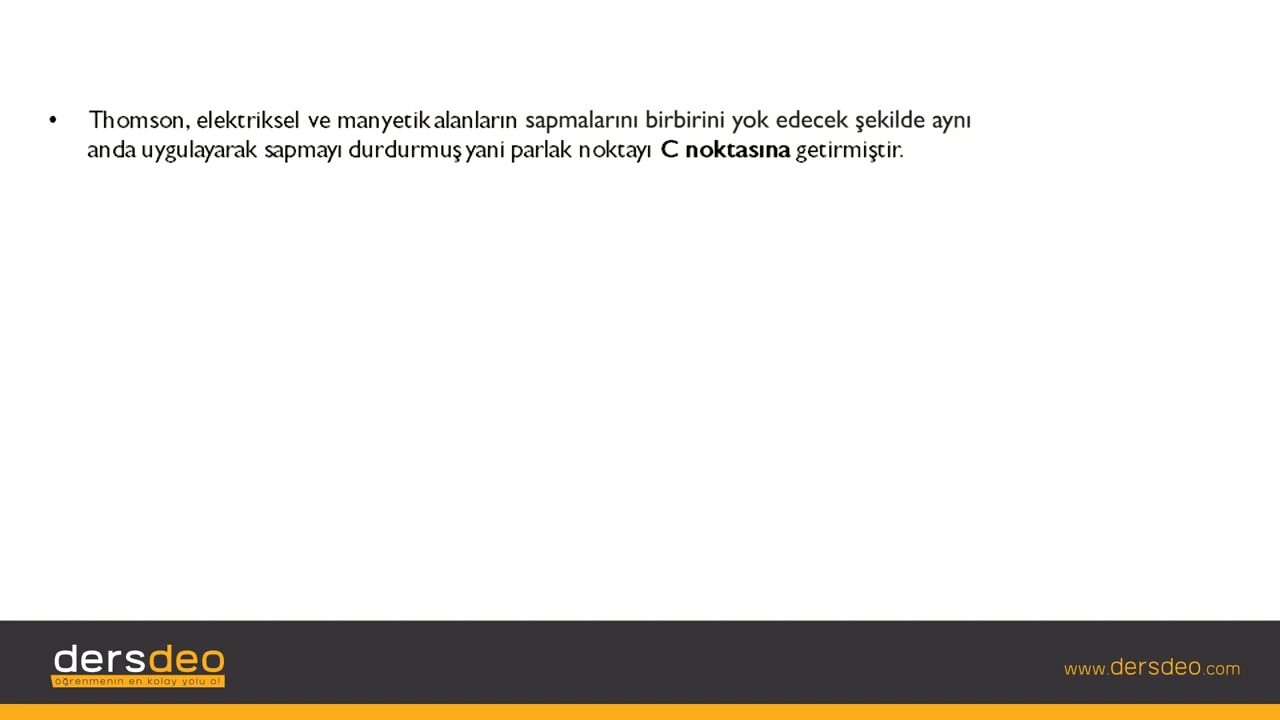 • Thomson, elektriksel ve manyetik alanların sapmalarını birbirini yok edecek şekilde aynı
anda uygulayarak sapmayı durdurmuş yani parlak noktayı C noktasına getirmiştir.
dersdeo
öğrenmenin en kolay yolu o!
www.dersdeo.com